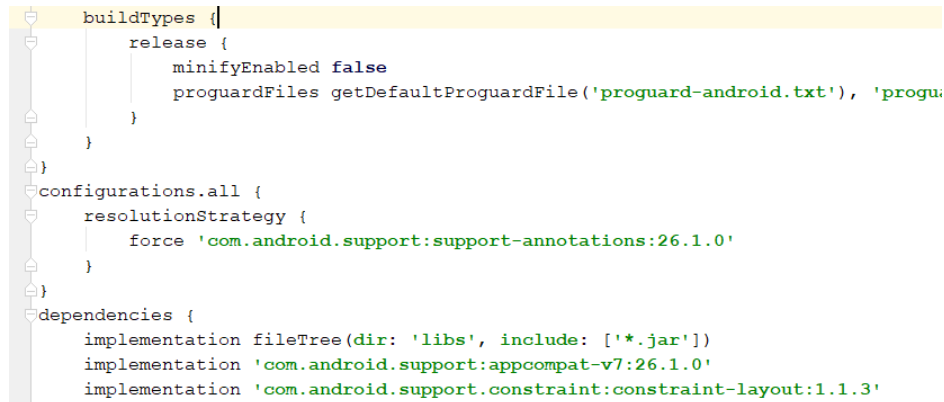 buildTypes {
release {
minifyEnabled false
proguardFiles getDefaultProguardFile('proguard-android.txt'),
}
}
}
configurations.all {
resolutionStrategy {
force 'com.android.support:support-annotations:26.1.0'
}
}
dependencies {
implementation fileTree(dir: 'libs', include: ['*.jar'])
implementation 'com.android.support:appcompat-v7:26.1.0'
implementation 'com.android.support.constraint:constraint-layout:1.1.3'